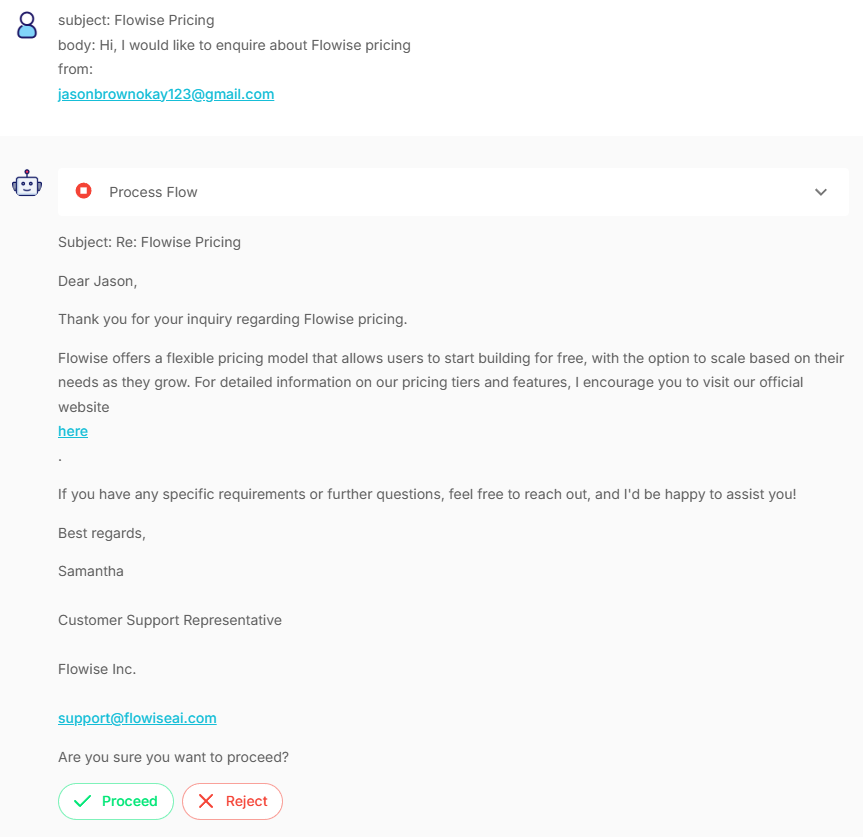 subject: Flowise Pricing
body: Hi, I would like to enquire about Flowise pricing
from:
jasonbrownokay123@gmail.com
Process Flow
Subject: Re: Flowise Pricing
Dear Jason,
Thank you for your inquiry regarding Flowise pricing.
Flowise offers a flexible pricing model that allows users to start building for free, with the option to scale based on their
needs as they grow. For detailed information on our pricing tiers and features, I encourage you to visit our official
website
here
.
If you have any specific requirements or further questions, feel free to reach out, and I'd be happy to assist you!
Best regards,
Samantha
Customer Support Representative
Flowise Inc.
support@flowiseai.com
Are you sure you want to proceed?
Proceed Reject